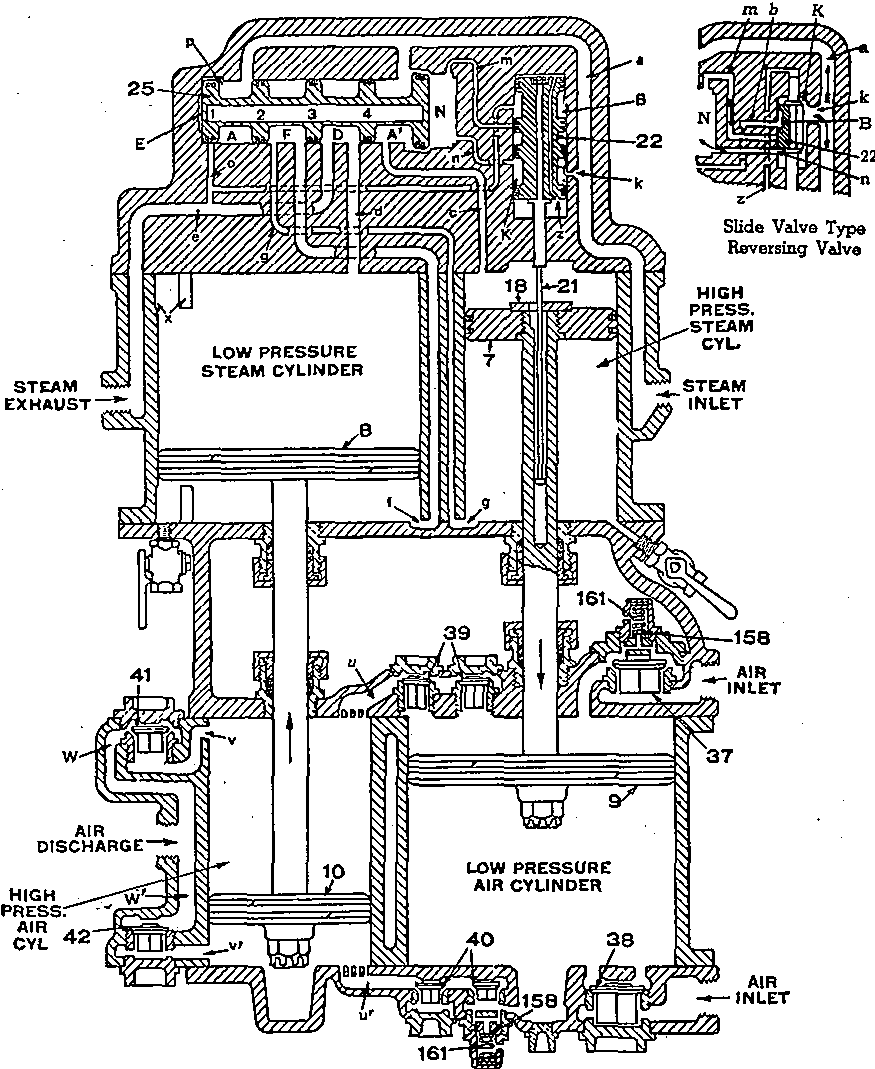 P
m
a
25
B
N
1
2
3
4
E
A
F
D
A'
22
n
o
k
e
d
c
K
z
g
m
b
K
a
k
N
B
22
n
z
Slide Valve Type
Reversing Valve
x
18
21
7
HIGH
PRESS.
STEAM
CYL.
LOW PRESSURE
STEAM CYLINDER
STEAM
EXHAUST
STEAM
INLET
8
f
g
161
158
39
41
u
AIR
INLET
W
v
37
9
AIR
DISCHARGE
10
LOW PRESSURE
AIR CYLINDER
HIGH
PRESS.
AIR
CYL
W'
42
v'
40
38
AIR
INLET
u'
158
161